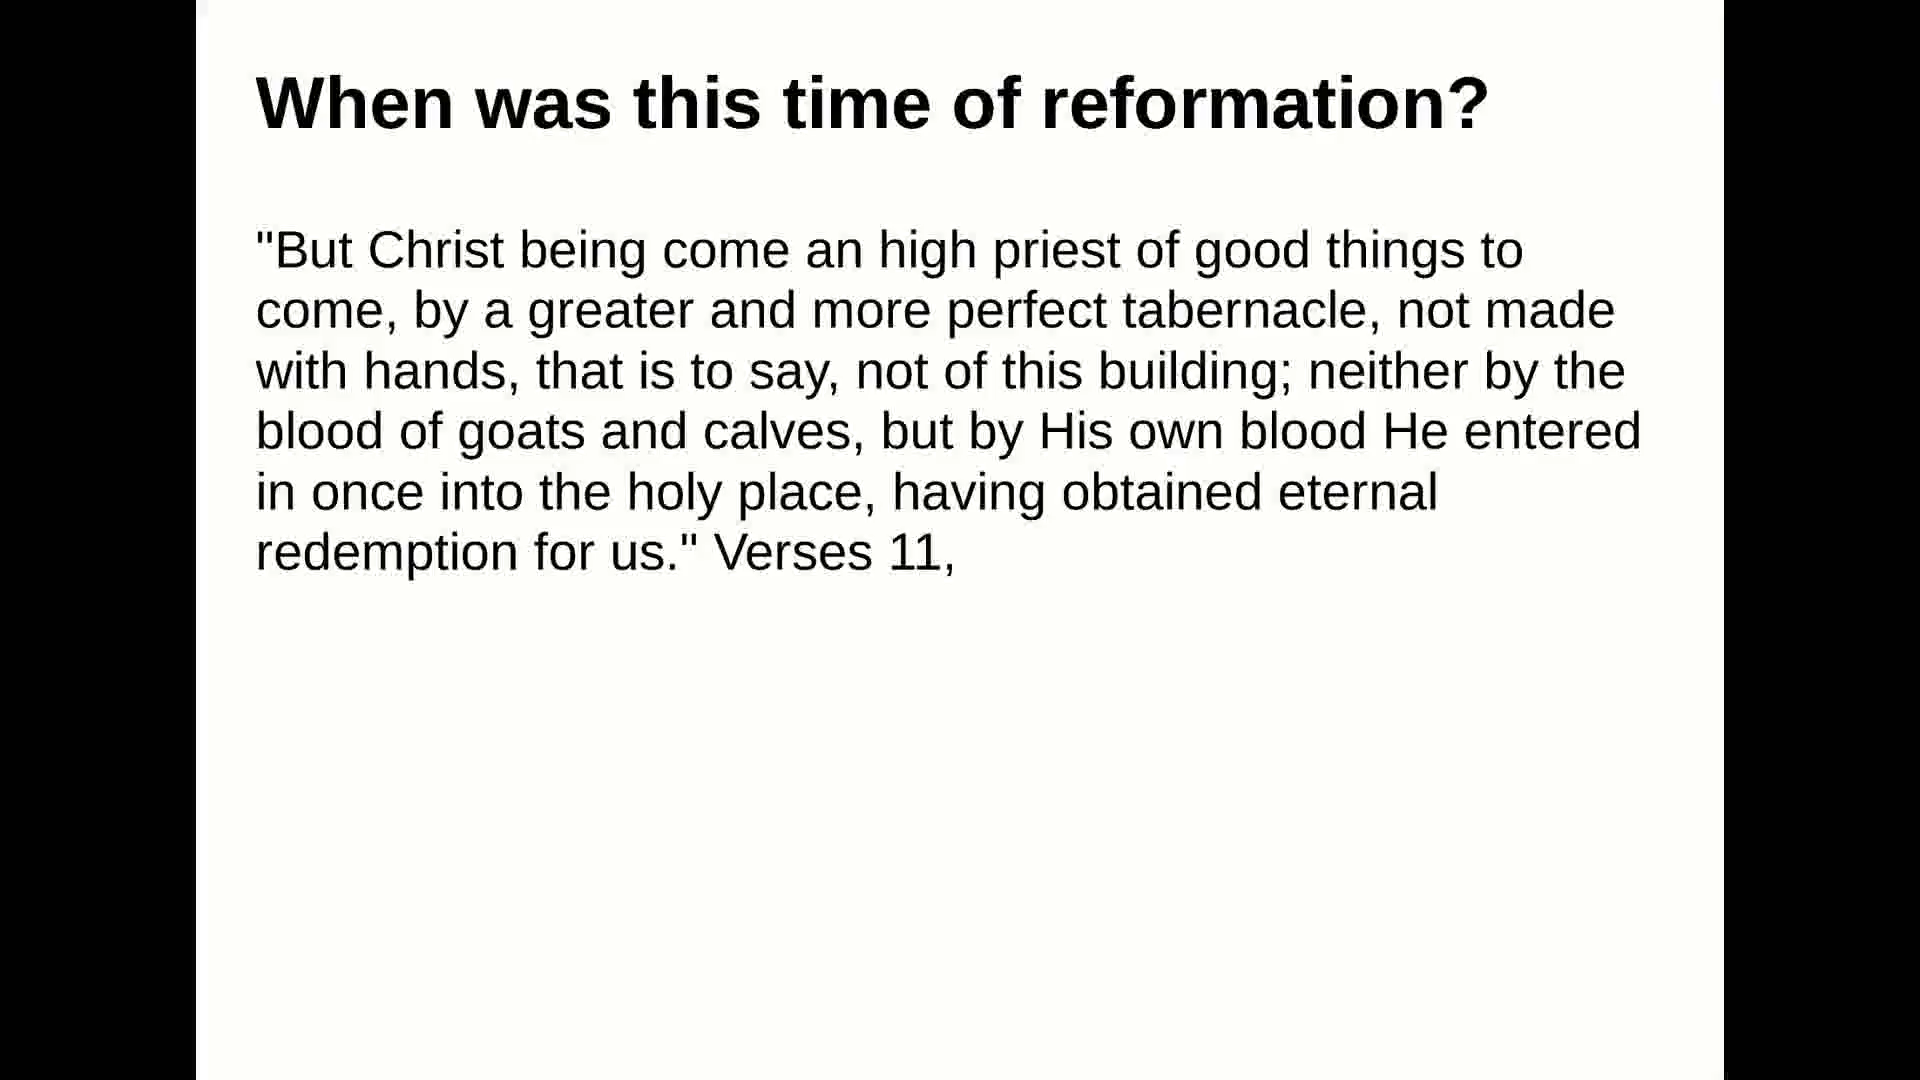 When was this time of reformation?
"But Christ being come an high priest of good things to
come, by a greater and more perfect tabernacle, not made
with hands, that is to say, not of this building; neither by the
blood of goats and calves, but by His own blood He entered
in once into the holy place, having obtained eternal
redemption for us." Verses 11,